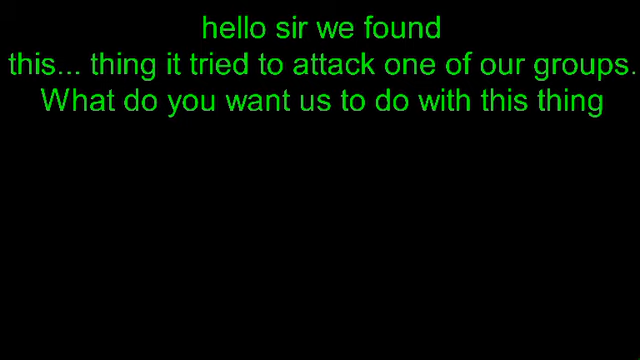 hello sir we found
this... thing it tried to attack one of our groups.
What do you want us to do with this thing